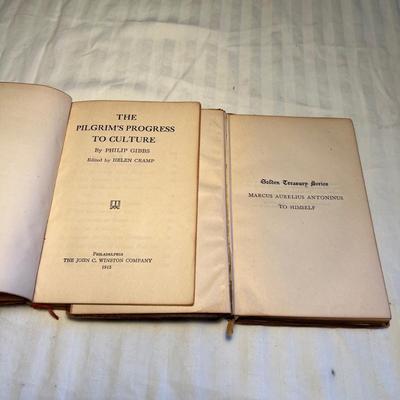 THE
PILGRIM'S PROGRESS
TO CULTURE
By PHILIP GIBBS
Edited by HELEN CRAMP
PHILADELPHIA
THE JOHN C. WINSTON COMPANY
1912
Golden Treasury Series
MARCUS AURELIUS ANTONINUS
TO HIMSELF